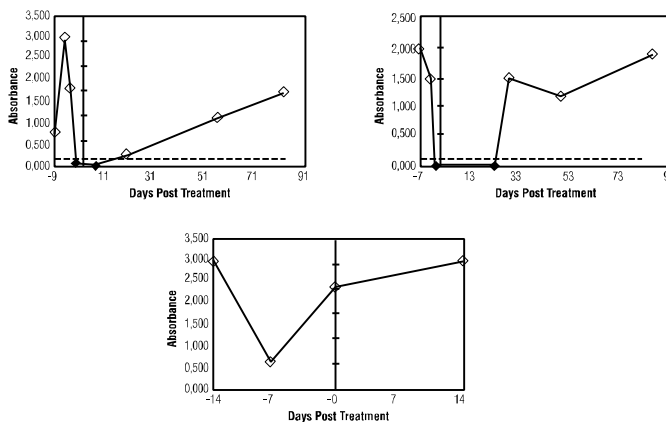 3,500
3,000
2,500
2,000
1,500
1,000
0,500
0,000
-9 11 31 51 71 91
Absorbance
Days Post Treatment
2,500
2,000
1,500
1,000
0,500
0,000
-7 13 33 53 73 9
Absorbance
Days Post Treatment
3,500
3,000
2,500
2,000
1,500
1,000
0,500
0,000
-14 -7 -0 7 14
Absorbance
Days Post Treatment